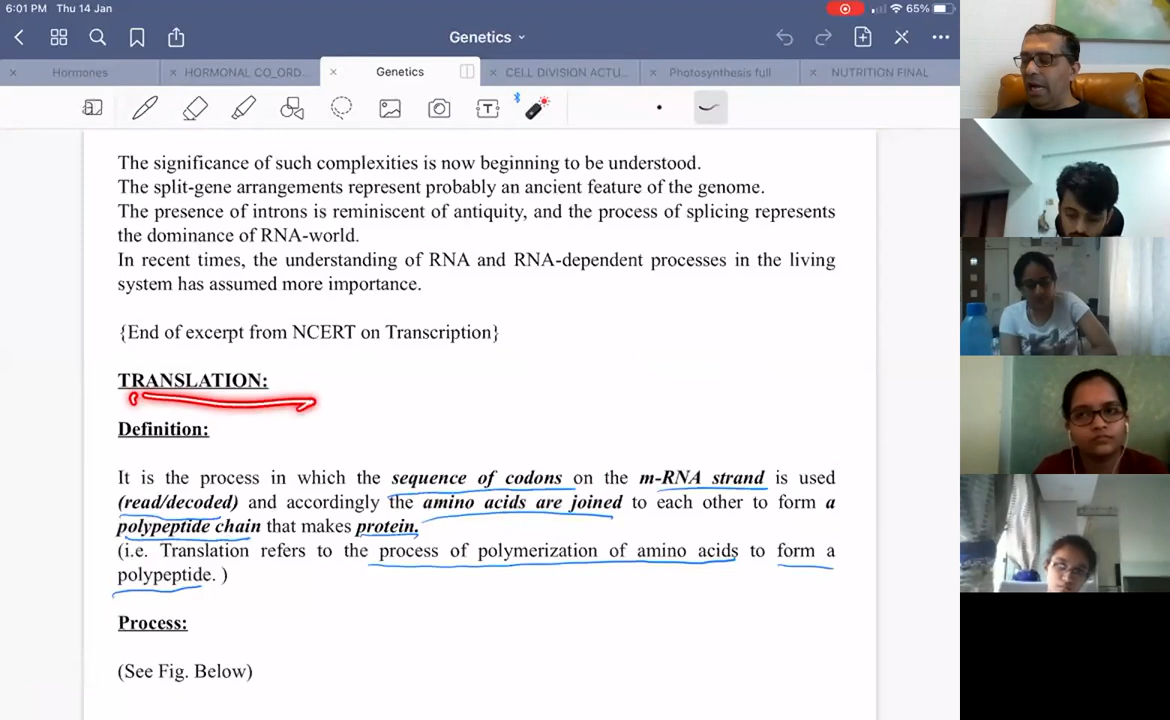 6:01 PM Thu 14 Jan
65%
Genetics
Hormones
HORMONAL CO_ORD...
Genetics
CELL DIVISION ACTU...
Photosynthesis full
NUTRITION FINAL
The significance of such complexities is now beginning to be understood.
The split-gene arrangements represent probably an ancient feature of the genome.
The presence of introns is reminiscent of antiquity, and the process of splicing represents
the dominance of RNA-world.
In recent times, the understanding of RNA and RNA-dependent processes in the living
system has assumed more importance.
{End of excerpt from NCERT on Transcription}
TRANSLATION:
Definition:
It is the process in which the sequence of codons on the m-RNA strand is used
(read/decoded) and accordingly the amino acids are joined to each other to form a
polypeptide chain that makes protein.
(i.e. Translation refers to the process of polymerization of amino acids to form a
polypeptide. )
Process:
(See Fig. Below)